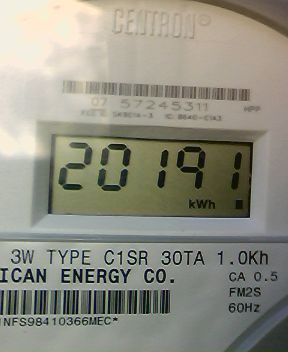 CENTRON®
07 57245311 HPP
20191
kWh
3W TYPE C1SR 30TA 1.0Kh
ICAN ENERGY CO. CA 0.5
FM2S
NFS98410366MEC* 60Hz